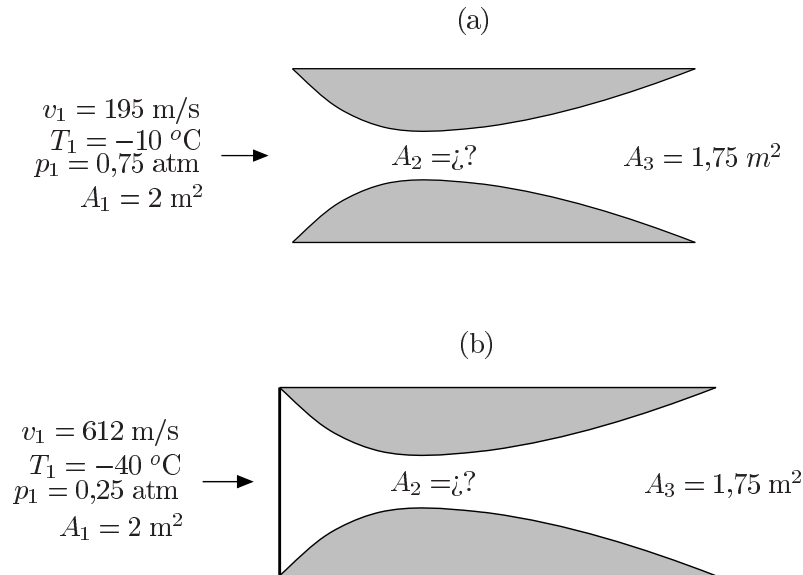 (a)
v₁ = 195 m/s
T₁ = −10 ºC
p₁ = 0,75 atm
A₁ = 2 m²
A₂ =¿?
A₃ = 1,75 m²
(b)
v₁ = 612 m/s
T₁ = −40 ºC
p₁ = 0,25 atm
A₁ = 2 m²
A₂ =¿?
A₃ = 1,75 m²